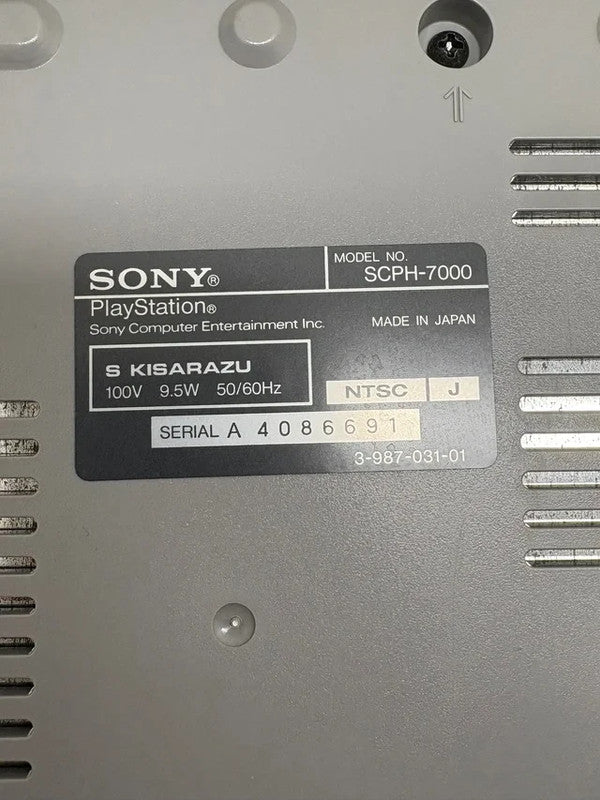 SONY®
MODEL NO.
SCPH-7000
PlayStation®
Sony Computer Entertainment Inc.
MADE IN JAPAN
S KISARAZU
100V 9.5W 50/60Hz
NTSC J
SERIAL A 4086691
3-987-031-01